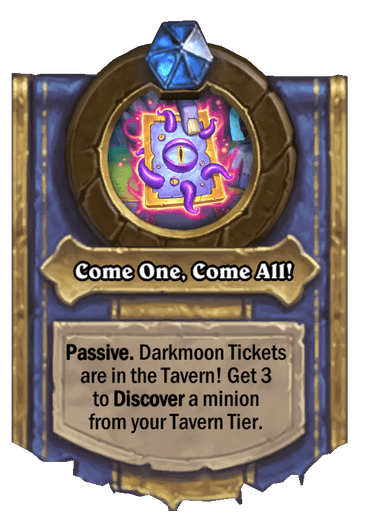 Come One, Come All!
Passive. Darkmoon Tickets
are in the Tavern! Get 3
to Discover a minion
from your Tavern Tier.